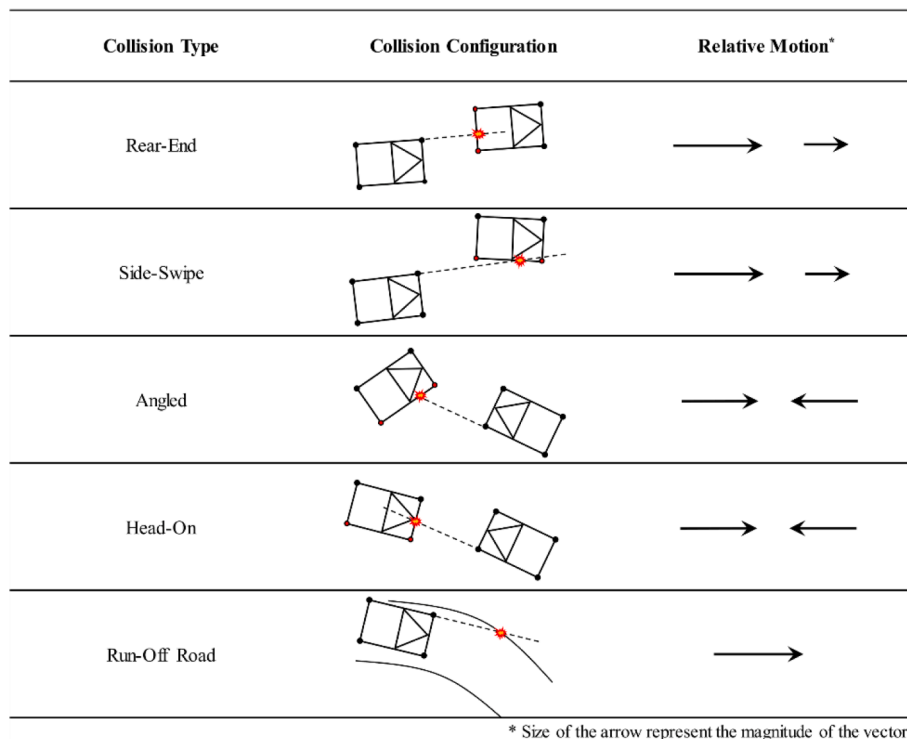 Collision Type Collision Configuration Relative Motion*
Rear-End
Side-Swipe
Angled
Head-On
Run-Off Road
* Size of the arrow represent the magnitude of the vector